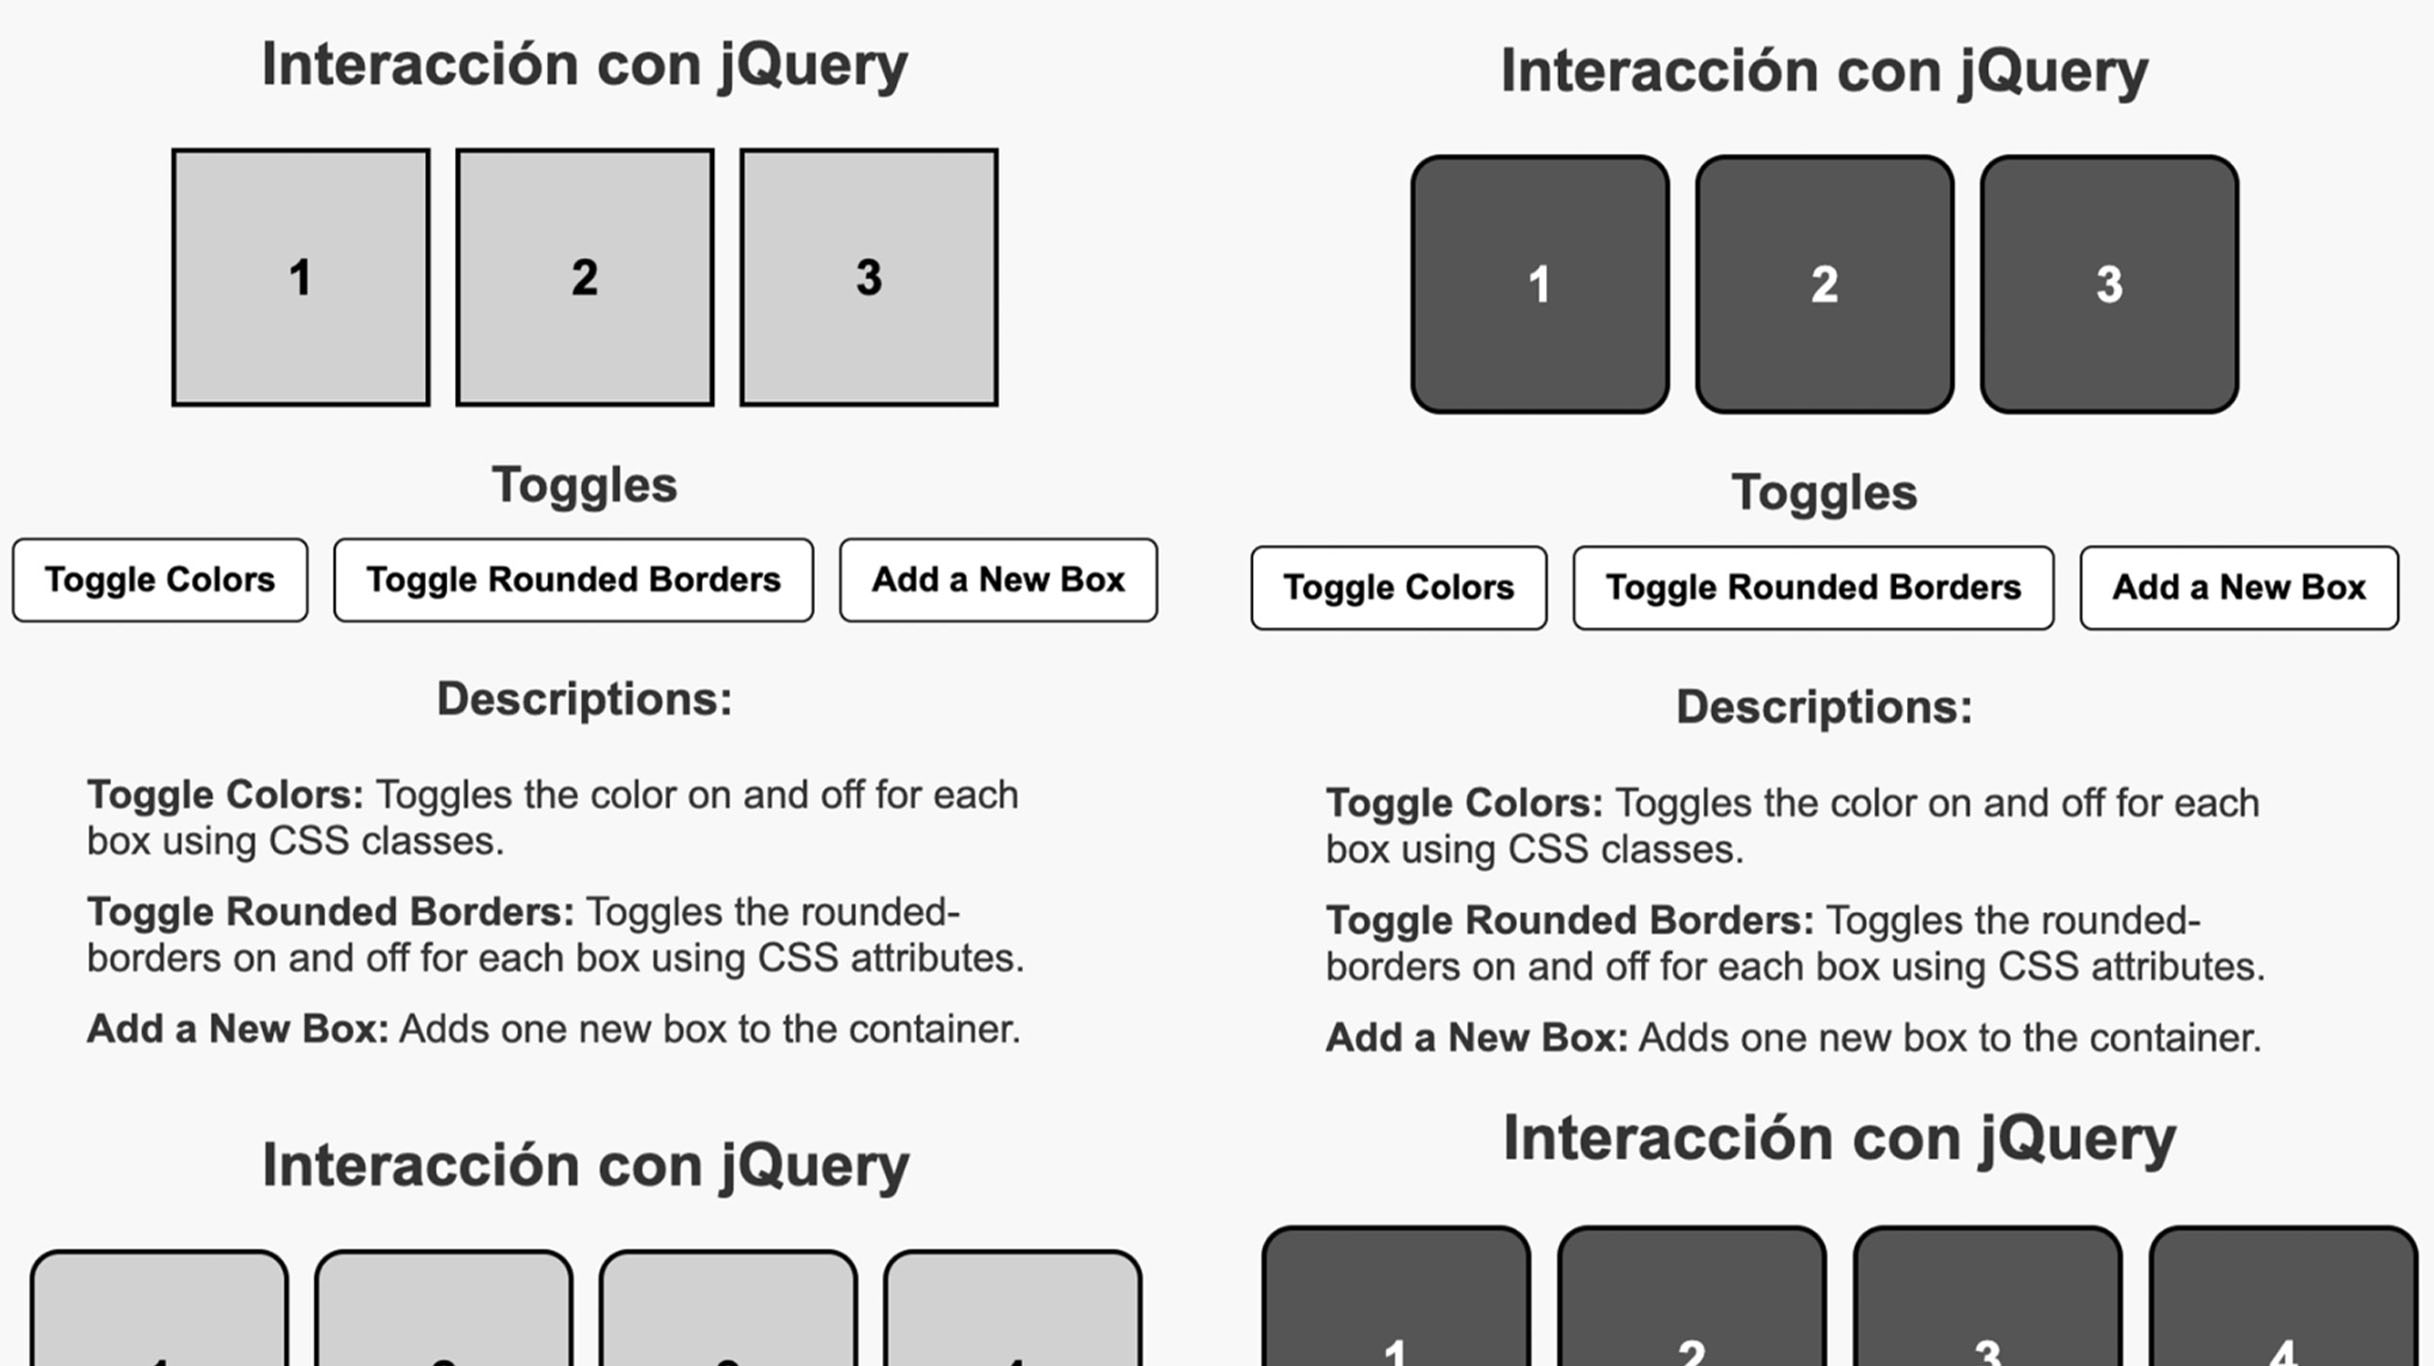 Interacción con jQuery
1 2 3
Toggles
Toggle Colors Toggle Rounded Borders Add a New Box
Descriptions:
Toggle Colors: Toggles the color on and off for each
box using CSS classes.
Toggle Rounded Borders: Toggles the rounded-
borders on and off for each box using CSS attributes.
Add a New Box: Adds one new box to the container.
Interacción con jQuery
1 2 3
Toggles
Toggle Colors Toggle Rounded Borders Add a New Box
Descriptions:
Toggle Colors: Toggles the color on and off for each
box using CSS classes.
Toggle Rounded Borders: Toggles the rounded-
borders on and off for each box using CSS attributes.
Add a New Box: Adds one new box to the container.
Interacción con jQuery
Interacción con jQuery
1 2 3 4